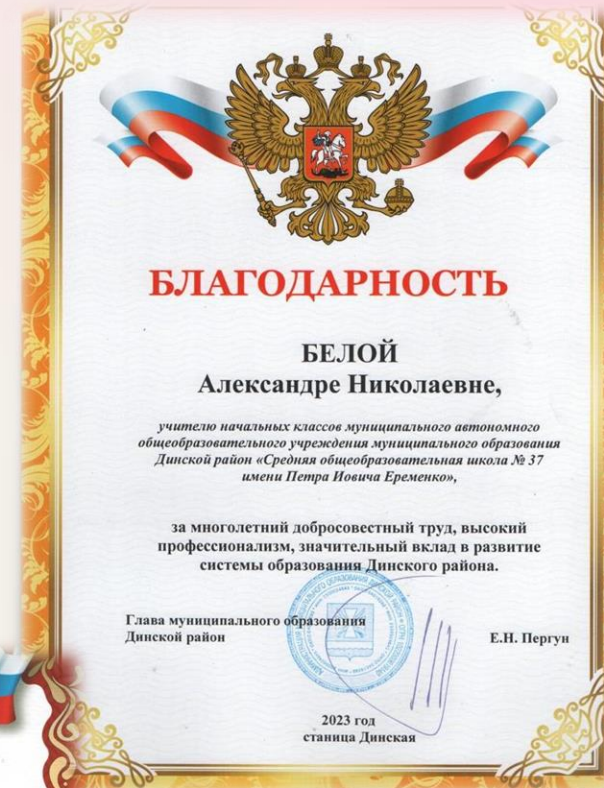 БЛАГОДАРНОСТЬ
БЕЛОЙ
Александре Николаевне,
учителю начальных классов муниципального автономного
общеобразовательного учреждения муниципального образования
Динской район «Средняя общеобразовательная школа № 37
имени Петра Иовича Еременко»,
за многолетний добросовестный труд, высокий
профессионализм, значительный вклад в развитие
системы образования Динского района.
Глава муниципального образования
Динской район
Е.Н. Пергун
2023 год
станица Динская